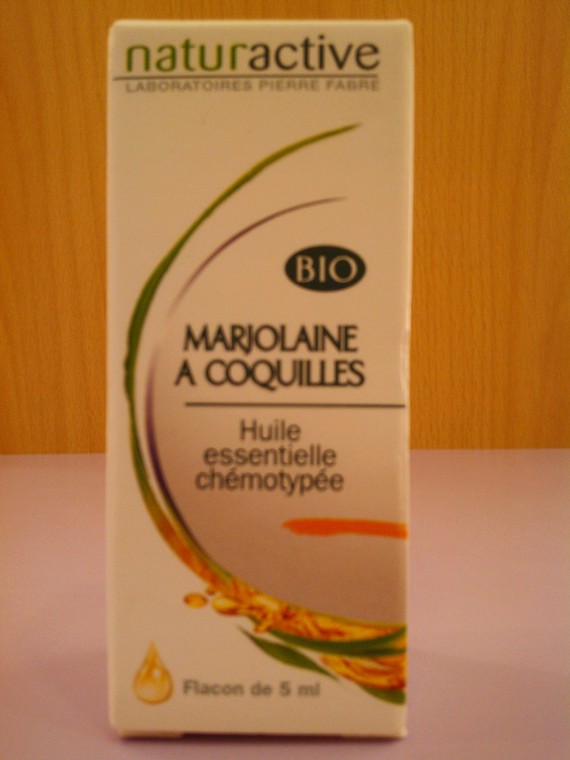 naturactive
LABORATOIRES PIERRE FABRE
BIO
MARJOLAINE
A COQUILLES
Huile
essentielle
chémotypée
Flacon de 5 ml